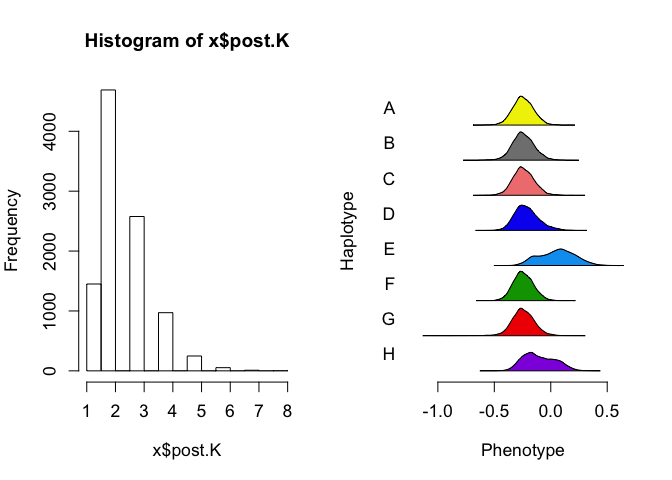 Histogram of x$post.K
Frequency
0
1000
2000
3000
4000
1 2 3 4 5 6 7 8
x$post.K
Haplotype
A
B
C
D
E
F
G
H
-1.0 -0.5 0.0 0.5
Phenotype